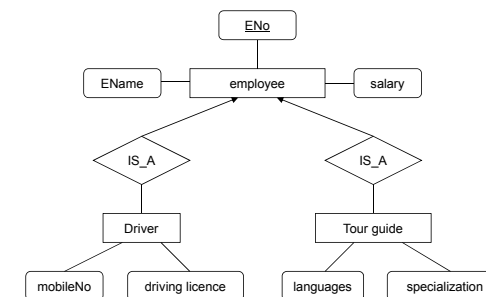 ENo
EName
employee
salary
IS_A
IS_A
Driver
Tour guide
mobileNo
driving licence
languages
specialization